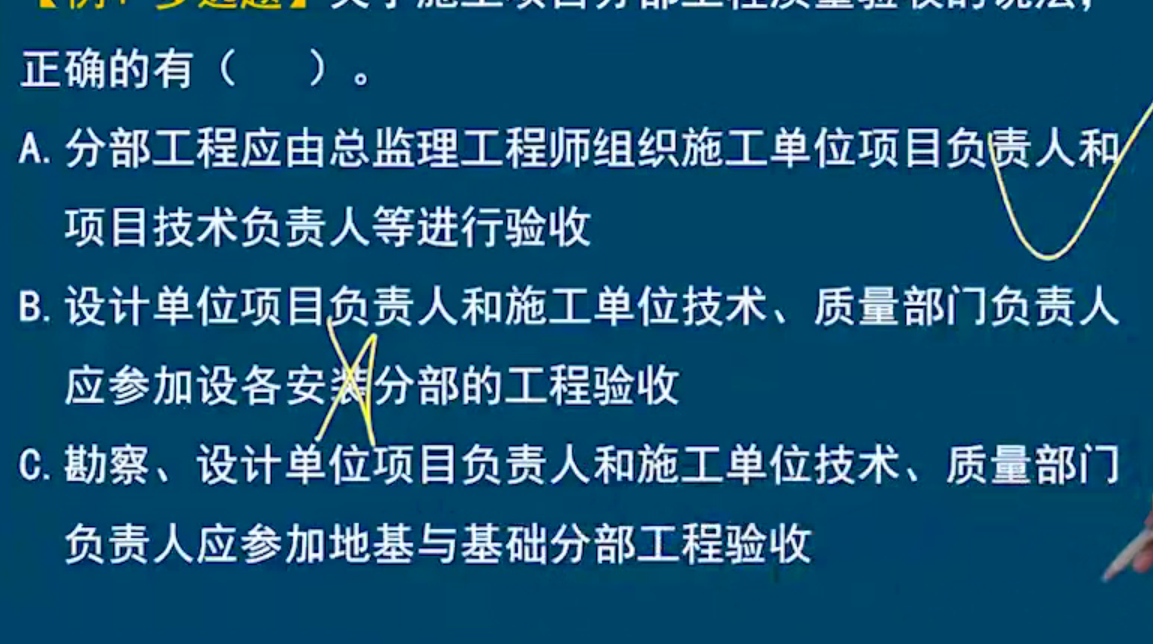 【例，多选题】关于施工项目分部工程质量验收的说法，
正确的有（ ）。
A. 分部工程应由总监理工程师组织施工单位项目负责人和
项目技术负责人等进行验收
B. 设计单位项目负责人和施工单位技术、质量部门负责人
应参加设各安装分部的工程验收
C. 勘察、设计单位项目负责人和施工单位技术、质量部门
负责人应参加地基与基础分部工程验收